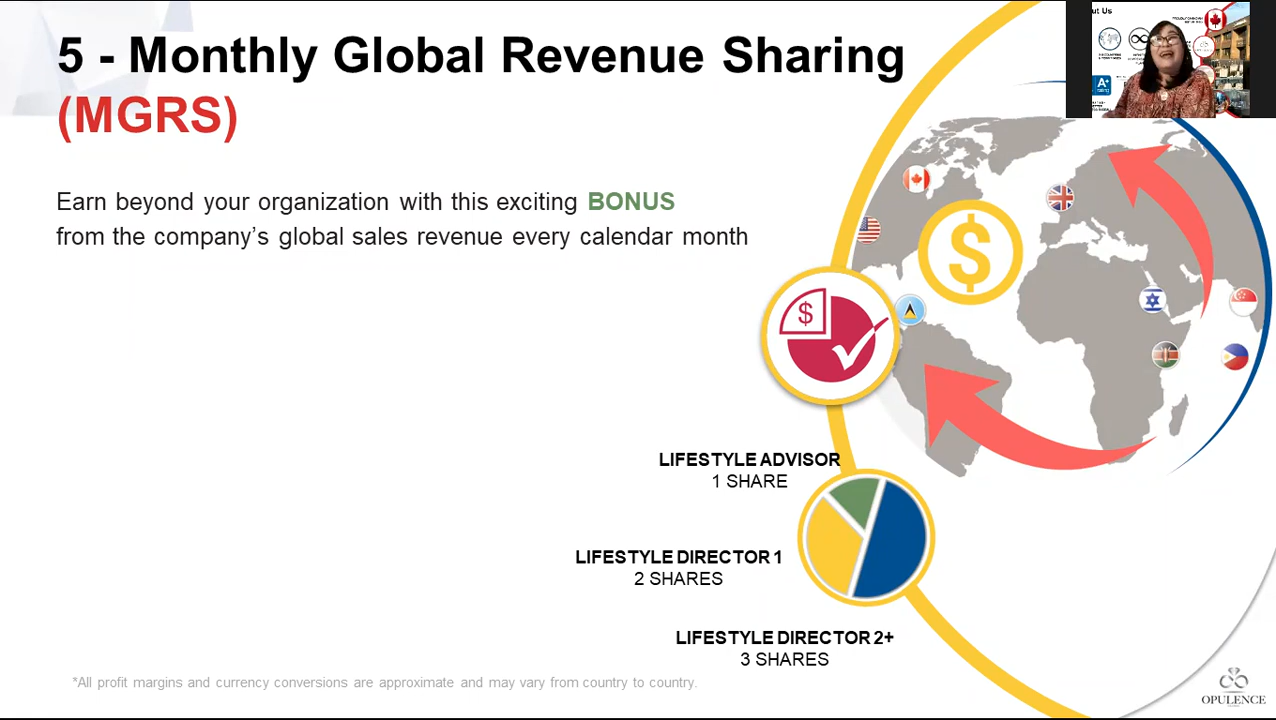 5 - Monthly Global Revenue Sharing
(MGRS)
Earn beyond your organization with this exciting BONUS
from the company’s global sales revenue every calendar month
$
$
LIFESTYLE ADVISOR
1 SHARE
LIFESTYLE DIRECTOR 1
2 SHARES
LIFESTYLE DIRECTOR 2+
3 SHARES
*All profit margins and currency conversions are approximate and may vary from country to country.
OPULENCE
ut Us
A+